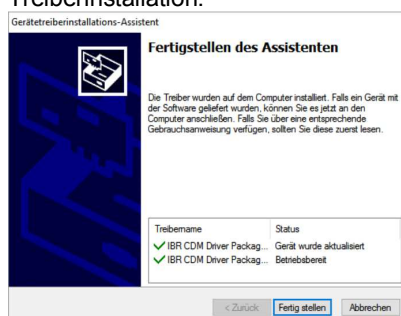 Treiberinstallation.
Gerätetreiberinstallations-Assistent
Fertigstellen des Assistenten
Die Treiber wurden auf dem Computer installiert. Falls ein Gerät mit
der Software geliefert wurden, können Sie es jetzt an den
Computer anschließen. Falls Sie über eine entsprechende
Gebrauchsanweisung verfügen, sollten Sie diese zuerst lesen.
Treibername Status
IBR CDM Driver Packag... Gerät wurde aktualisiert
IBR CDM Driver Packag... Betriebsbereit
< Zurück Fertig stellen Abbrechen